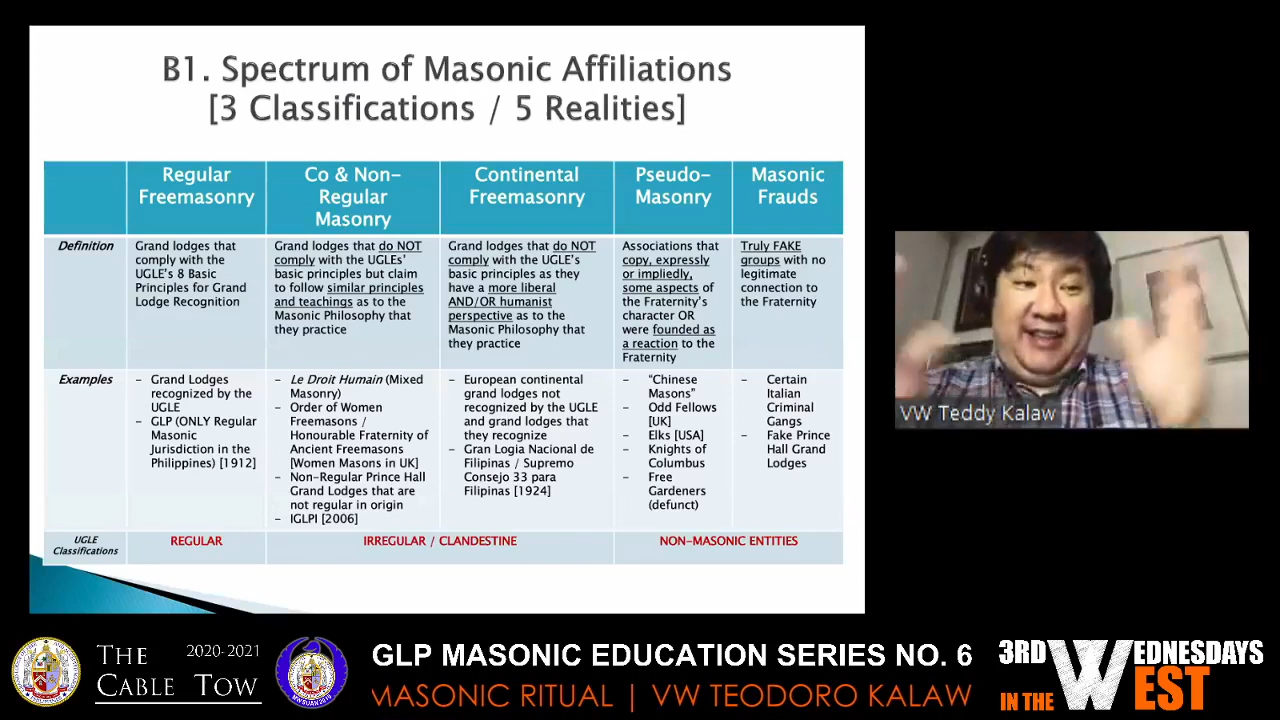 B1. Spectrum of Masonic Affiliations
[3 Classifications / 5 Realities]
Regular
Freemasonry
Co & Non-
Regular
Masonry
Continental
Freemasonry
Pseudo-
Masonry
Masonic
Frauds
Definition
Grand lodges that
comply with the
UGLE's 8 Basic
Principles for Grand
Lodge Recognition
Grand lodges that do NOT
comply with the UGLEs'
basic principles but claim
to follow similar principles
and teachings as to the
Masonic Philosophy that
they practice
Grand lodges that do NOT
comply with the UGLE's
basic principles as they
have a more liberal
AND/OR humanist
perspective as to the
Masonic Philosophy that
they practice
Associations that
copy, expressly
or impliedly,
some aspects of
the Fraternity's
character OR
were founded as
a reaction to the
Fraternity
Truly FAKE
groups with no
legitimate
connection to
the Fraternity
Examples
- Grand Lodges
recognized by the
UGLE
- GLP (ONLY Regular
Masonic
Jurisdiction in the
Philippines) [1912]
- Le Droit Humain (Mixed
Masonry)
- Order of Women
Freemasons /
Honourable Fraternity of
Ancient Freemasons
[Women Masons in UK]
- Non-Regular Prince Hall
Grand Lodges that are
not regular in origin
- IGLPI [2006]
- European continental
grand lodges not
recognized by the UGLE
and grand lodges that
they recognize
- Gran Logia Nacional de
Filipinas / Supremo
Consejo 33 para
Filipinas [1924]
- "Chinese
Masons"
- Odd Fellows
[UK]
- Elks [USA]
- Knights of
Columbus
- Free
Gardeners
(defunct)
- Certain
Italian
Criminal
Gangs
- Fake Prince
Hall Grand
Lodges
UGLE
Classifications
REGULAR
IRREGULAR / CLANDESTINE
NON-MASONIC ENTITIES
VW Teddy Kalaw
THE 2020-2021
CABLE TOW
GLP MASONIC EDUCATION SERIES NO. 6
MASONIC RITUAL | VW TEODORO KALAW
3RD WEDNESDAYS
IN THE WEST